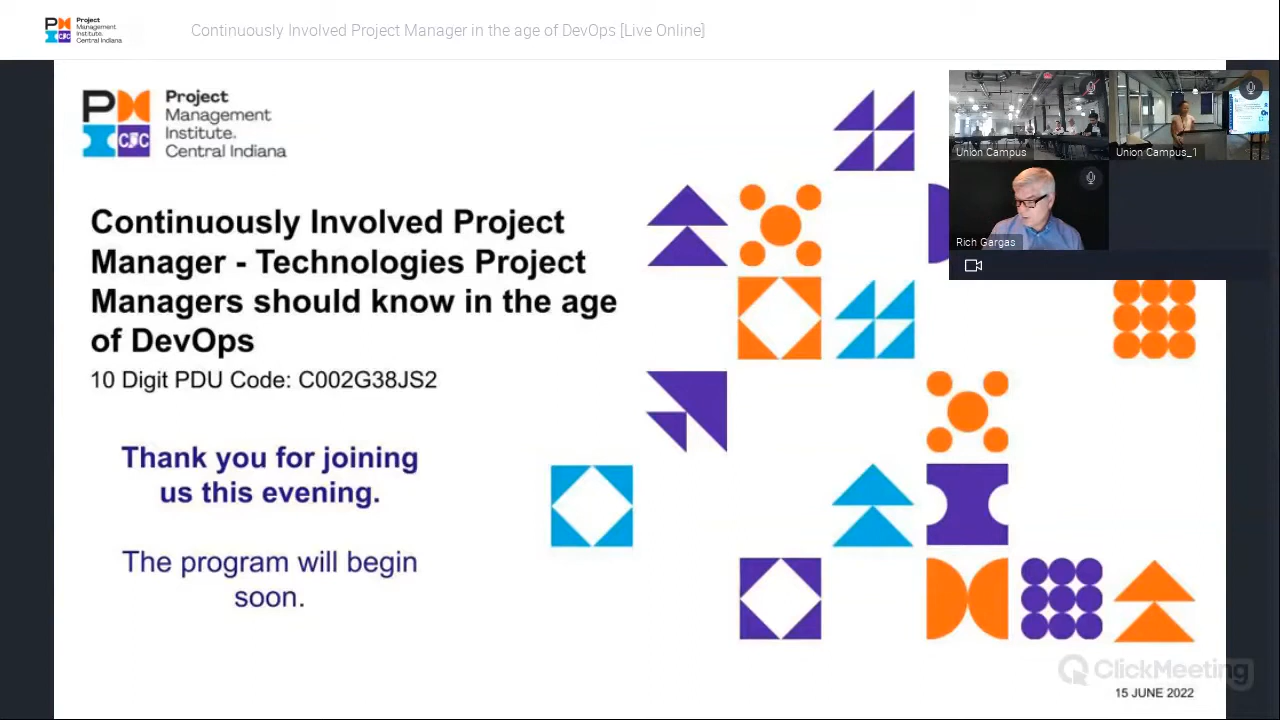 Project
Management
Institute.
Central Indiana
Continuously Involved Project Manager in the age of DevOps [Live Online]
Project
Management
Institute.
Central Indiana
Union Campus
Union Campus_1
Rich Gargas
Continuously Involved Project
Manager - Technologies Project
Managers should know in the age
of DevOps
10 Digit PDU Code: C002G38JS2
Thank you for joining
us this evening.
The program will begin
soon.
ClickMeeting
15 JUNE 2022